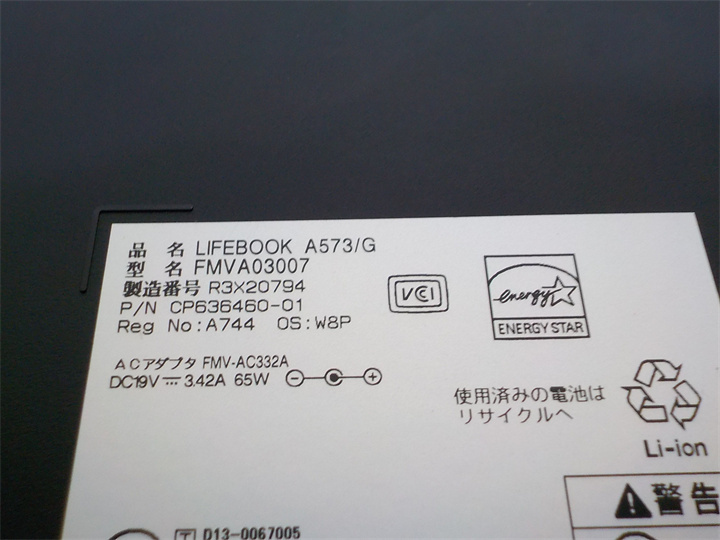 品 名 LIFEBOOK A573/G
型 名 FMVA03007
製造番号 R3X20794
P/N CP636460-01
Reg No:A744 OS:W8P
VCCI
energy
ENERGY STAR
ACアダプタ FMV-AC332A
DC19V 3.42A 65W
使用済みの電池は
リサイクルへ
Li-ion
警告
T D13-0067005